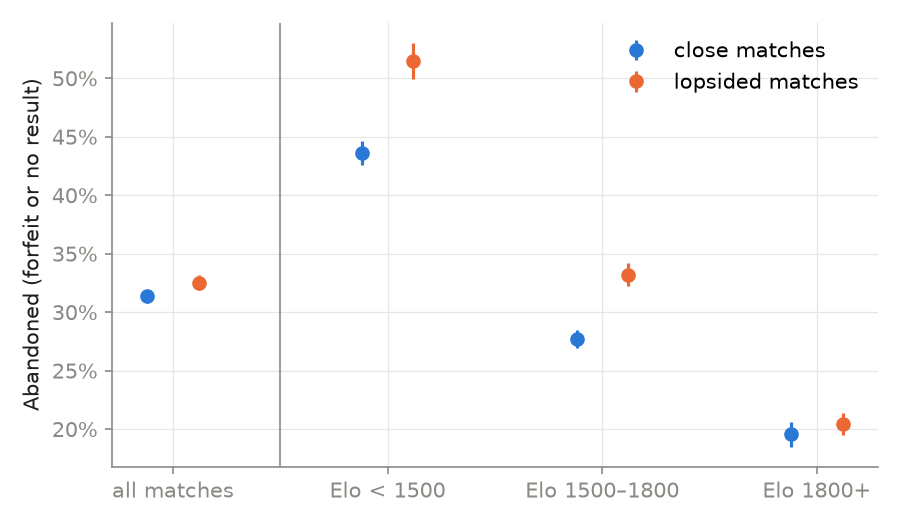 close matches
lopsided matches
Abandoned (forfeit or no result)
50%
45%
40%
35%
30%
25%
20%
all matches
Elo < 1500
Elo 1500–1800
Elo 1800+